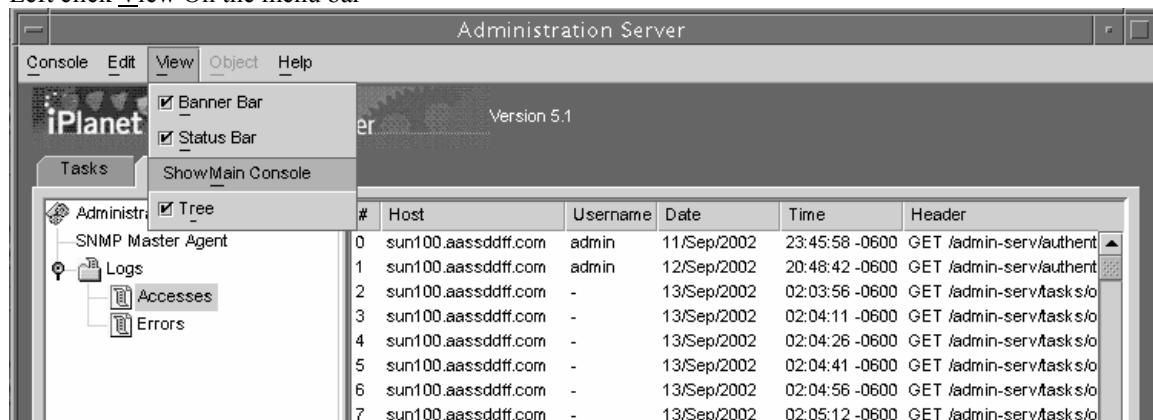 Left click View On the menu bar
Administration Server
Console Edit View Object Help
Banner Bar
Status Bar
Show Main Console
Tree
iPlanet er Version 5.1
Tasks
Administr
SNMP Master Agent
Logs
Accesses
Errors
# Host Username Date Time Header
0 sun100.aassddff.com admin 11/Sep/2002 23:45:58 -0600 GET /admin-serv/authent
1 sun100.aassddff.com admin 12/Sep/2002 20:48:42 -0600 GET /admin-serv/authent
2 sun100.aassddff.com - 13/Sep/2002 02:03:56 -0600 GET /admin-serv/tasks/o
3 sun100.aassddff.com - 13/Sep/2002 02:04:11 -0600 GET /admin-serv/tasks/o
4 sun100.aassddff.com - 13/Sep/2002 02:04:26 -0600 GET /admin-serv/tasks/o
5 sun100.aassddff.com - 13/Sep/2002 02:04:41 -0600 GET /admin-serv/tasks/o
6 sun100.aassddff.com - 13/Sep/2002 02:04:56 -0600 GET /admin-serv/tasks/o
7 sun100.aassddff.com - 13/Sep/2002 02:05:12 -0600 GET /admin-serv/tasks/o